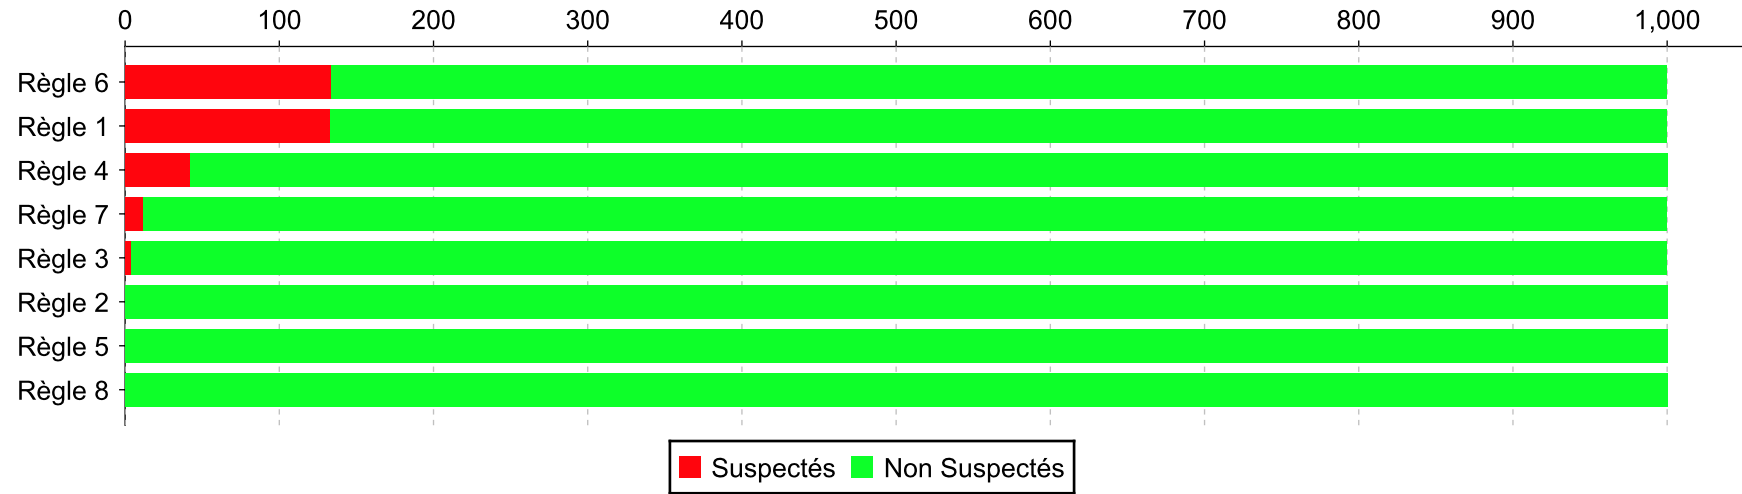 0 100 200 300 400 500 600 700 800 900 1,000
Règle 6
Règle 1
Règle 4
Règle 7
Règle 3
Règle 2
Règle 5
Règle 8
Suspectés Non Suspectés